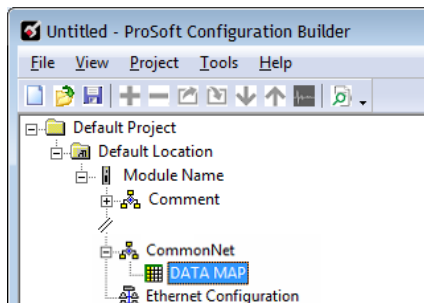 Untitled - ProSoft Configuration Builder
File View Project Tools Help
Default Project
Default Location
Module Name
Comment
CommonNet
DATA MAP
Ethernet Configuration